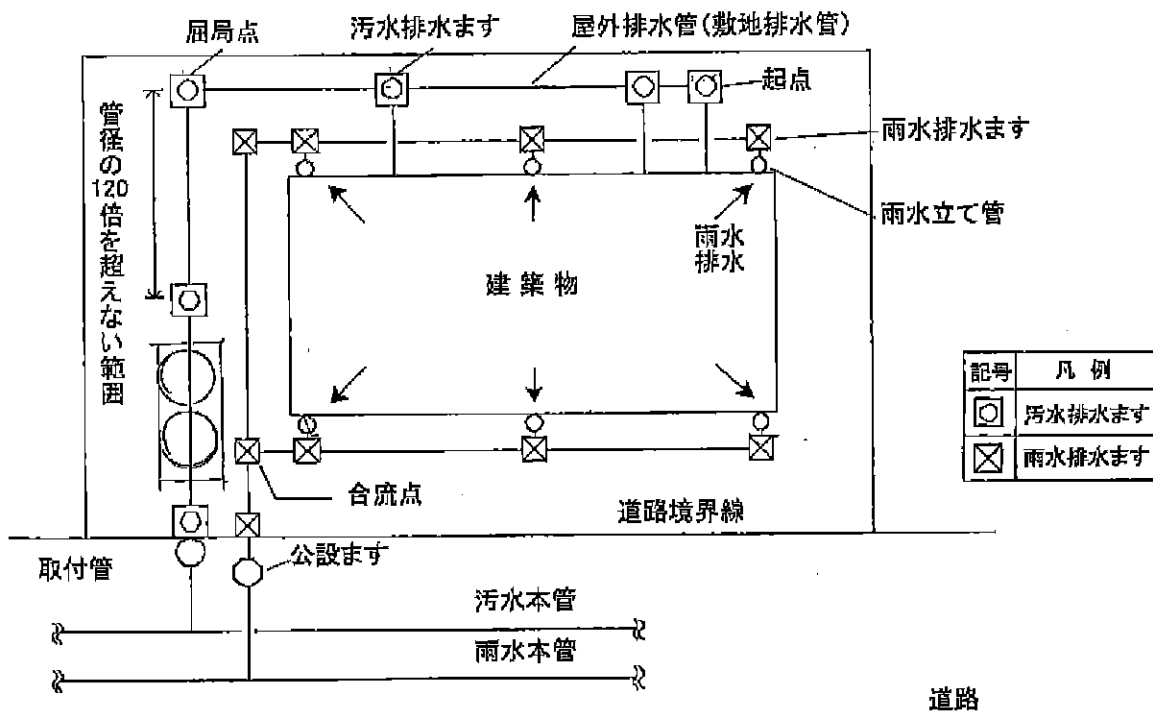 屈局点
汚水排水ます
屋外排水管(敷地排水管)
起点
管径の120倍を超えない範囲
雨水排水ます
雨水立て管
雨水
排水
建築物
記号 凡例
汚水排水ます
雨水排水ます
合流点
道路境界線
取付管
公設ます
汚水本管
雨水本管
道路